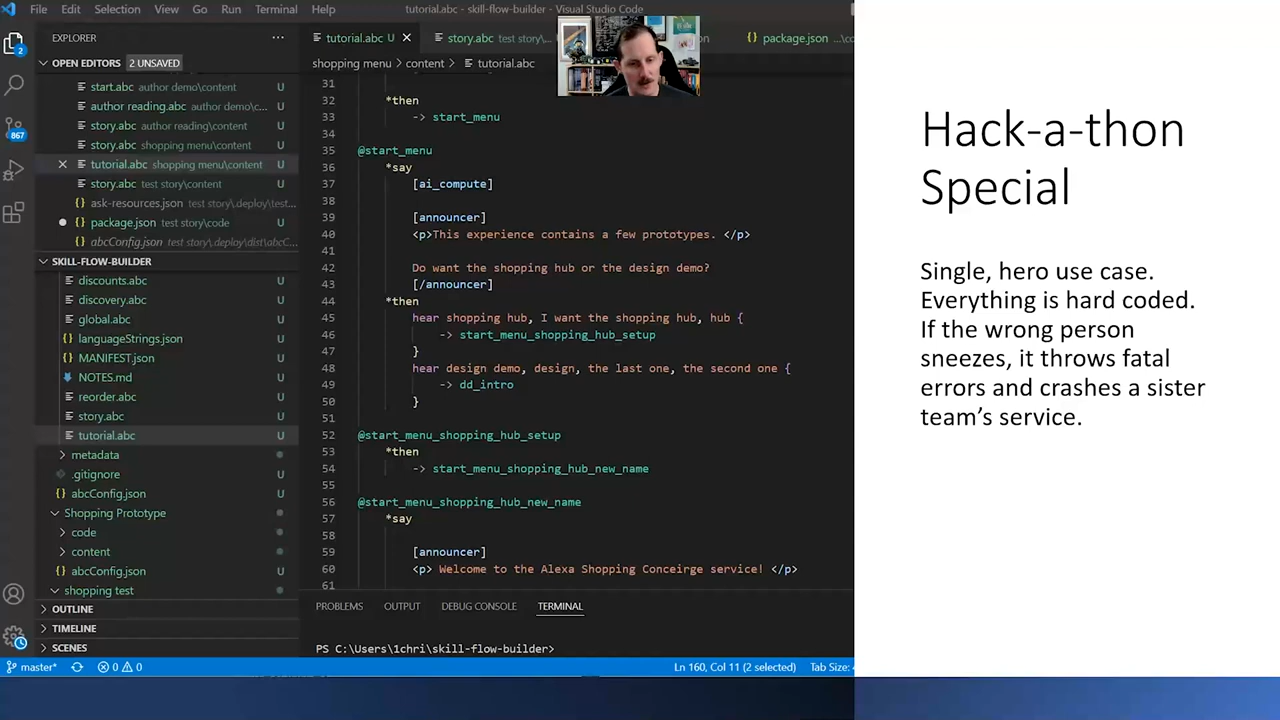 File Edit Selection View Go Run Terminal Help tutorial.abc - skill-flow-builder - Visual Studio Code
EXPLORER ...
OPEN EDITORS 2 UNSAVED
start.abc author demo\content U
author reading.abc author demo\c... U
story.abc author reading\content U
story.abc shopping menu\content U
tutorial.abc shopping menu\content U
story.abc test story\content U
{} ask-resources.json test story\.deploy\test...
{} package.json test story\code U
{} abcConfig.json test story\.deploy\dist\abcC...
SKILL-FLOW-BUILDER
discounts.abc U
discovery.abc U
global.abc U
languageStrings.json U
MANIFEST.json U
NOTES.md U
reorder.abc U
story.abc U
tutorial.abc U
metadata
.gitignore U
{} abcConfig.json U
Shopping Prototype
code
content
{} abcConfig.json U
shopping test
OUTLINE
TIMELINE
SCENES
2
867
tutorial.abc U story.abc test story\... {} package.json ...\co
shopping menu > content > tutorial.abc
31
32 *then
33 -> start_menu
34
35 @start_menu
36 *say
37 [ai_compute]
38
39 [announcer]
40 <p>This experience contains a few prototypes. </p>
41
42 Do want the shopping hub or the design demo?
43 [/announcer]
44 *then
45 hear shopping hub, I want the shopping hub, hub {
46 -> start_menu_shopping_hub_setup
47 }
48 hear design demo, design, the last one, the second one {
49 -> dd_intro
50 }
51
52 @start_menu_shopping_hub_setup
53 *then
54 -> start_menu_shopping_hub_new_name
55
56 @start_menu_shopping_hub_new_name
57 *say
58
59 [announcer]
60 <p> Welcome to the Alexa Shopping Conceirge service! </p>
61
PROBLEMS OUTPUT DEBUG CONSOLE TERMINAL
PS C:\Users\1chri\skill-flow-builder>
master* 0 0 Ln 160, Col 11 (2 selected) Tab Size:
Hack-a-thon
Special
Single, hero use case.
Everything is hard coded.
If the wrong person
sneezes, it throws fatal
errors and crashes a sister
team's service.